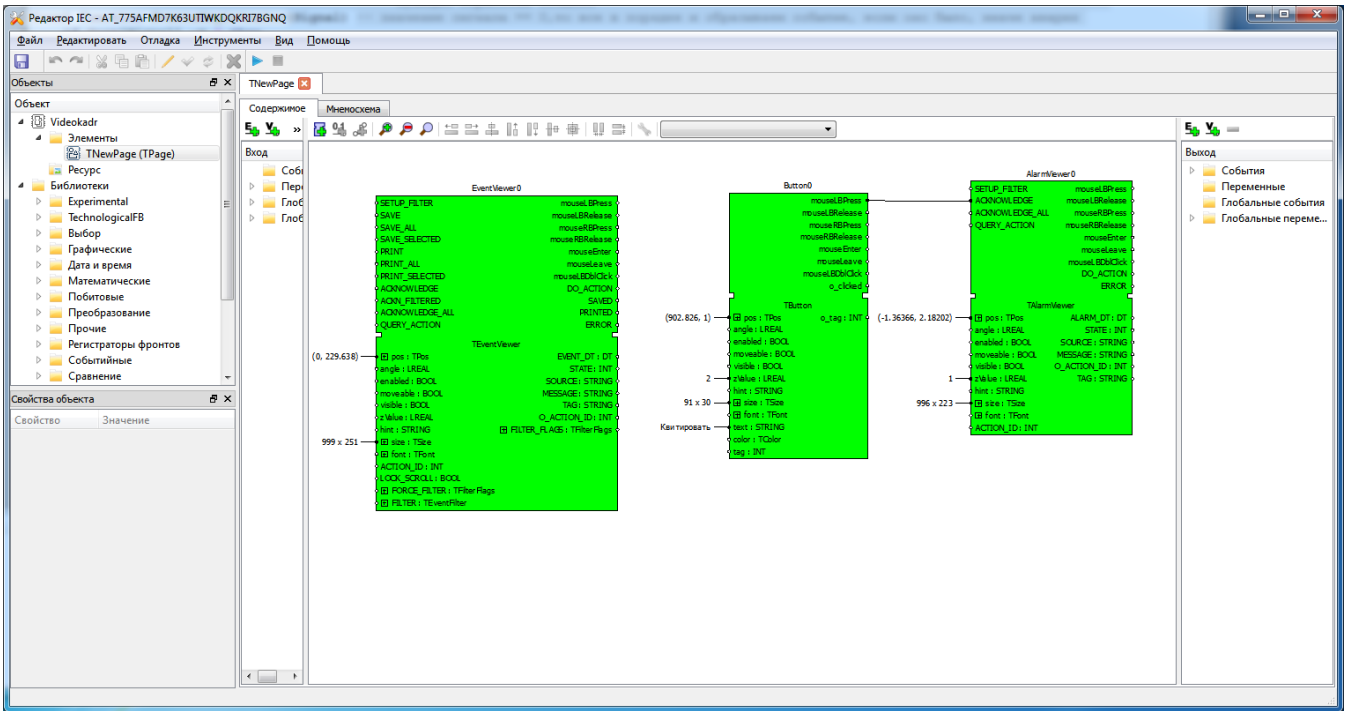 Редактор IEC - AT_775AFMD7K63UTIWKDQKRI7BGNQ
Файл Редактировать Отладка Инструменты Вид Помощь
Объекты
Объект
Videokadr
Элементы
TNewPage (TPage)
Ресурс
Библиотеки
Experimental
TechnologicalFB
Выбор
Графические
Дата и время
Математические
Побитовые
Преобразование
Прочие
Регистраторы фронтов
Событийные
Сравнение
Свойства объекта
Свойство Значение
TNewPage
Содержимое Мнемосхема
Вход
Собы
Пере
Глоб
Глоб
EventViewer0
SETUP_FILTER mouseLBPress
SAVE mouseLBRelease
SAVE_ALL mouseRBPress
SAVE_SELECTED mouseRBRelease
PRINT mouseEnter
PRINT_ALL mouseLeave
PRINT_SELECTED mouseLBDblClick
ACKNOWLEDGE DO_ACTION
ACKN_FILTERED SAVED
ACKNOWLEDGE_ALL PRINTED
QUERY_ACTION ERROR
TEventViewer
(0, 229.638) pos : TPos EVENT_DT : DT
angle : LREAL STATE : INT
enabled : BOOL SOURCE : STRING
moveable : BOOL MESSAGE : STRING
visible : BOOL TAG : STRING
zValue : LREAL O_ACTION_ID : INT
hint : STRING FILTER_FLAGS : TFilterFlags
999 x 251 size : TSize
font : TFont
ACTION_ID : INT
LOCK_SCROLL : BOOL
FORCE_FILTER : TFilterFlags
FILTER : TEventFilter
Button0
mouseLBPress
mouseLBRelease
mouseRBPress
mouseRBRelease
mouseEnter
mouseLeave
mouseLBDblClick
o_clicked
TButton
(902.826, 1) pos : TPos o_tag : INT
angle : LREAL
enabled : BOOL
moveable : BOOL
visible : BOOL
2 zValue : LREAL
hint : STRING
91 x 30 size : TSize
font : TFont
Квитировать text : STRING
color : TColor
tag : INT
AlarmViewer0
SETUP_FILTER mouseLBPress
ACKNOWLEDGE mouseLBRelease
ACKNOWLEDGE_ALL mouseRBPress
QUERY_ACTION mouseRBRelease
mouseEnter
mouseLeave
mouseLBDblClick
DO_ACTION
ERROR
TAlarmViewer
(-1.36366, 2.18202) pos : TPos ALARM_DT : DT
angle : LREAL STATE : INT
enabled : BOOL SOURCE : STRING
moveable : BOOL MESSAGE : STRING
visible : BOOL O_ACTION_ID : INT
1 zValue : LREAL TAG : STRING
hint : STRING
996 x 223 size : TSize
font : TFont
ACTION_ID : INT
Выход
События
Переменные
Глобальные события
Глобальные переме...